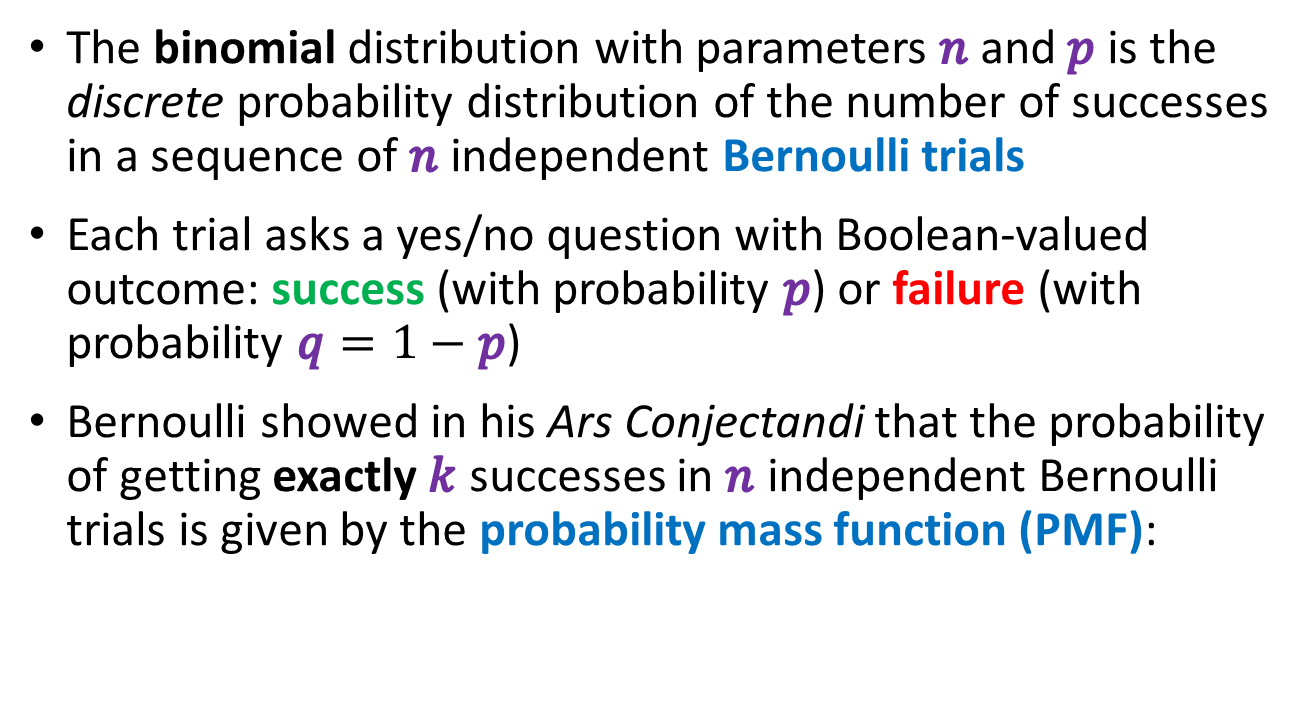 • The binomial distribution with parameters n and p is the
discrete probability distribution of the number of successes
in a sequence of n independent Bernoulli trials
• Each trial asks a yes/no question with Boolean-valued
outcome: success (with probability p) or failure (with
probability q = 1 − p)
• Bernoulli showed in his Ars Conjectandi that the probability
of getting exactly k successes in n independent Bernoulli
trials is given by the probability mass function (PMF):